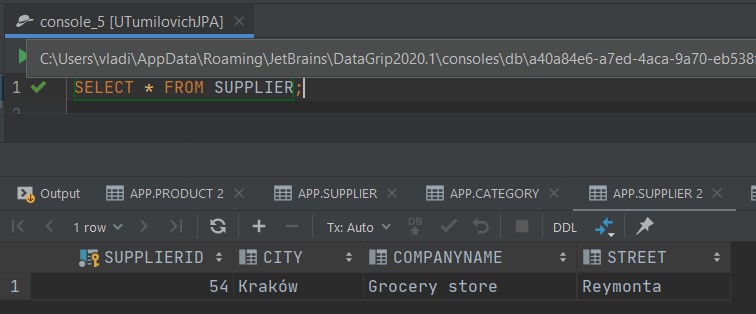 console_5 [UTumilovichJPA]
C:\Users\vladi\AppData\Roaming\JetBrains\DataGrip2020.1\consoles\db\a40a84e6-a7ed-4aca-9a70-eb538
1 SELECT * FROM SUPPLIER;
2
Output APP.PRODUCT 2 APP.SUPPLIER APP.CATEGORY APP.SUPPLIER 2
1 row Tx: Auto DB DDL
SUPPLIERID CITY COMPANYNAME STREET
1 54 Kraków Grocery store Reymonta